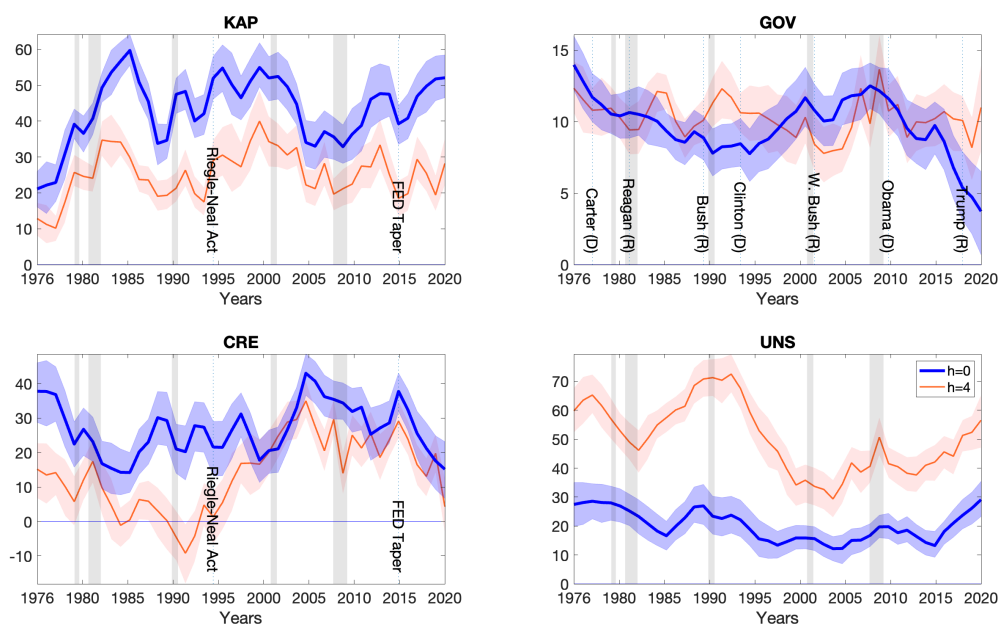 KAP
60
50
40
30
20
10
0
Riegle-Neal Act
FED Taper
1976 1980 1985 1990 1995 2000 2005 2010 2015 2020
Years
GOV
15
10
5
0
Carter (D)
Reagan (R)
Bush (R)
Clinton (D)
W. Bush (R)
Obama (D)
Trump (R)
1976 1980 1985 1990 1995 2000 2005 2010 2015 2020
Years
CRE
40
30
20
10
0
-10
Riegle-Neal Act
FED Taper
1976 1980 1985 1990 1995 2000 2005 2010 2015 2020
Years
UNS
h=0
h=4
70
60
50
40
30
20
10
0
1976 1980 1985 1990 1995 2000 2005 2010 2015 2020
Years